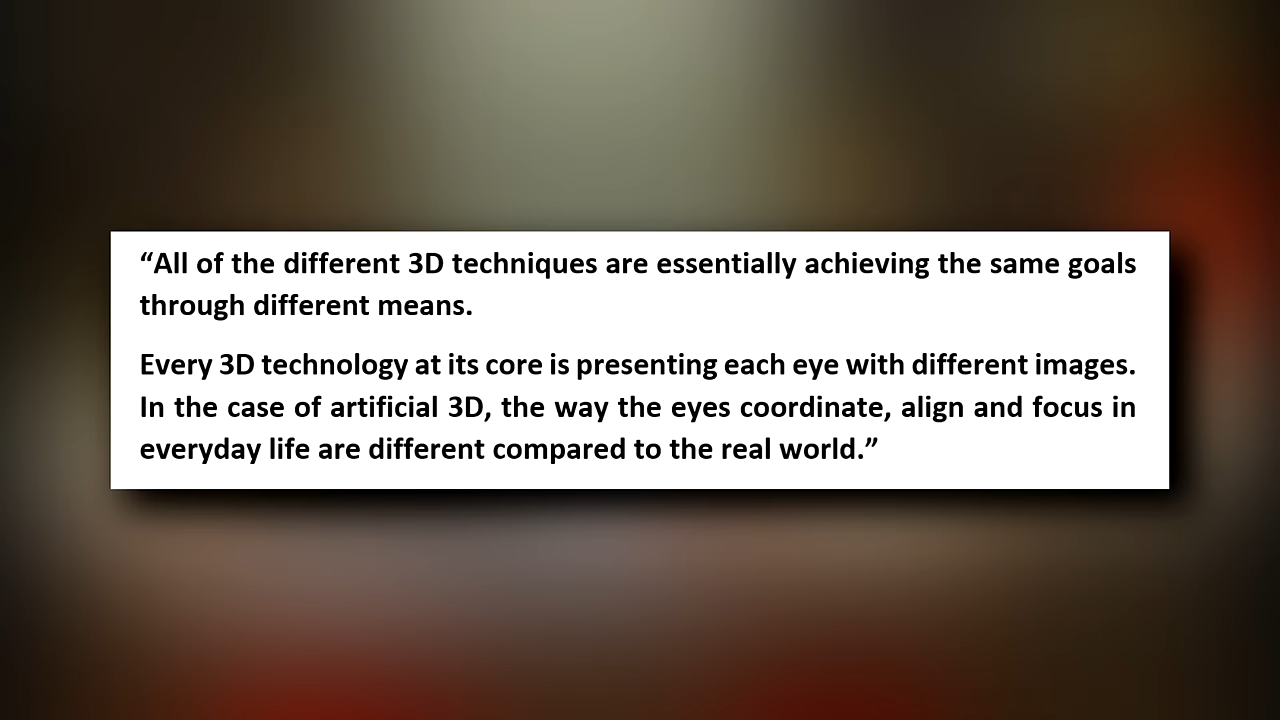 “All of the different 3D techniques are essentially achieving the same goals
through different means.
Every 3D technology at its core is presenting each eye with different images.
In the case of artificial 3D, the way the eyes coordinate, align and focus in
everyday life are different compared to the real world.”